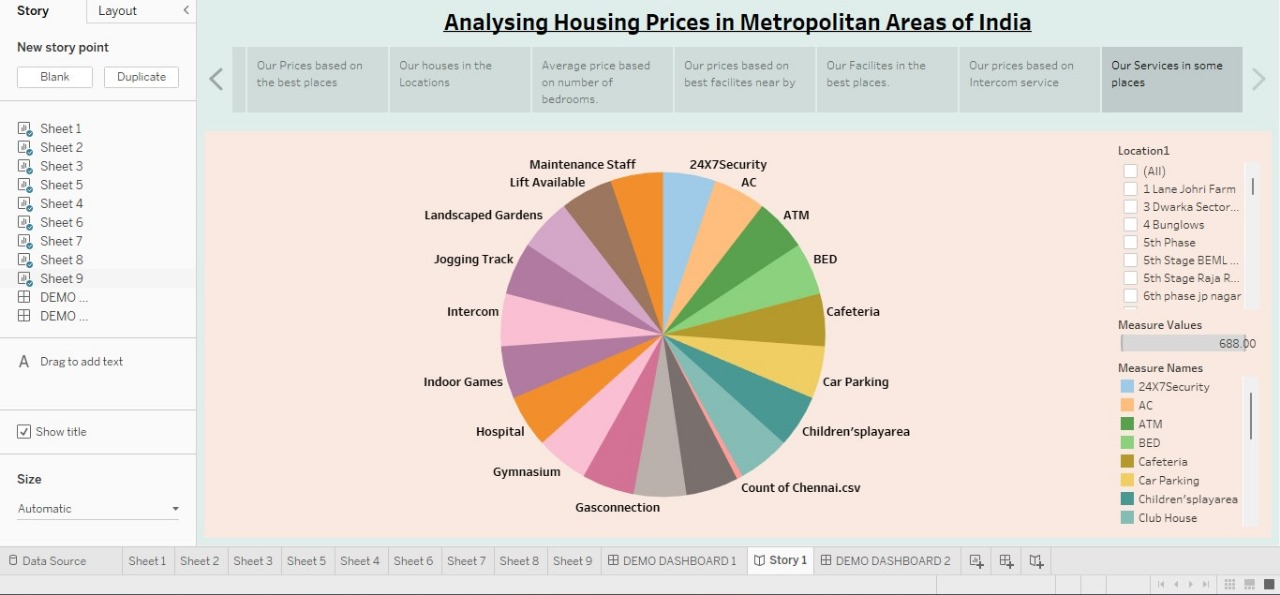 Story
Layout
New story point
Blank
Duplicate
Sheet 1
Sheet 2
Sheet 3
Sheet 5
Sheet 4
Sheet 6
Sheet 7
Sheet 8
Sheet 9
DEMO ...
DEMO ...
A Drag to add text
Show title
Size
Automatic
Analysing Housing Prices in Metropolitan Areas of India
Our Prices based on
the best places
Our houses in the
Locations
Average price based
on number of
bedrooms.
Our prices based on
best facilites near by
Our Facilites in the
best places.
Our prices based on
Intercom service
Our Services in some
places
Maintenance Staff
24X7Security
Lift Available
AC
Landscaped Gardens
ATM
Jogging Track
BED
Intercom
Cafeteria
Indoor Games
Car Parking
Hospital
Children'splayarea
Gymnasium
Count of Chennai.csv
Gasconnection
Location1
(All)
1 Lane Johri Farm
3 Dwarka Sector...
4 Bunglows
5th Phase
5th Stage BEML ...
5th Stage Raja R...
6th phase jp nagar
Measure Values
688.00
Measure Names
24X7Security
AC
ATM
BED
Cafeteria
Car Parking
Children'splayarea
Club House
Data Source
Sheet 1
Sheet 2
Sheet 3
Sheet 5
Sheet 4
Sheet 6
Sheet 7
Sheet 8
Sheet 9
DEMO DASHBOARD 1
Story 1
DEMO DASHBOARD 2